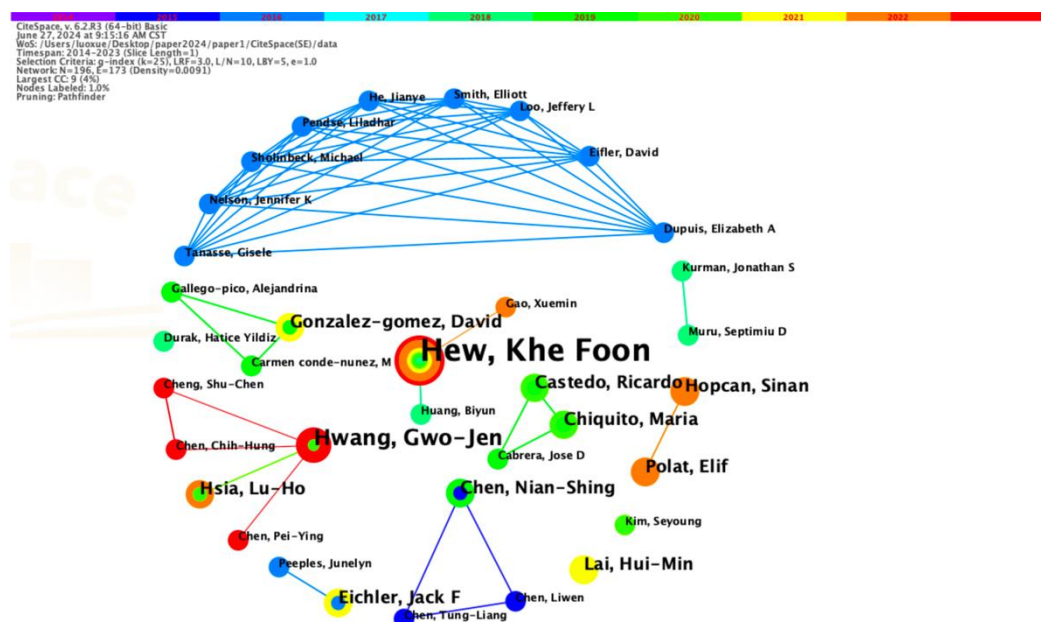 2015 2016 2017 2018 2019 2020 2021 2022
CiteSpace, v. 6.2.R3 (64-bit) Basic
June 27, 2024 at 9:15:16 AM CST
WoS: /Users/luoxue/Desktop/paper2024/paper1/CiteSpace(SE)/data
Timespan: 2014-2023 (Slice Length=1)
Selection Criteria: g-index (k=25), LRF=3.0, L/N=10, LBY=5, e=1.0
Network: N=196, E=173 (Density=0.0091)
Largest CC: 9 (4%)
Nodes Labeled: 1.0%
Pruning: Pathfinder
He, Jianye
Smith, Elliott
Loo, Jeffery L
Pendse, Liladhar
Eifler, David
Sholinbeck, Michael
ace
Nelson, Jennifer K
Dupuis, Elizabeth A
Tanasse, Gisele
Kurman, Jonathan S
Gallego-pico, Alejandrina
Gao, Xuemin
Gonzalez-gomez, David
Muru, Septimiu D
Durak, Hatice Yildiz
Hew, Khe Foon
Carmen conde-nunez, M
Cheng, Shu-Chen
Castedo, Ricardo
Hopcan, Sinan
Huang, Biyun
Chiquito, Maria
Hwang, Gwo-Jen
Chen, Chih-Hung
Cabrera, Jose D
Polat, Elif
Hsia, Lu-Ho
Chen, Nian-Shing
Kim, Seyoung
Chen, Pei-Ying
Peeples, Junelyn
Lai, Hui-Min
Eichler, Jack F
Chen, Liwen
Chen, Tung-Liang